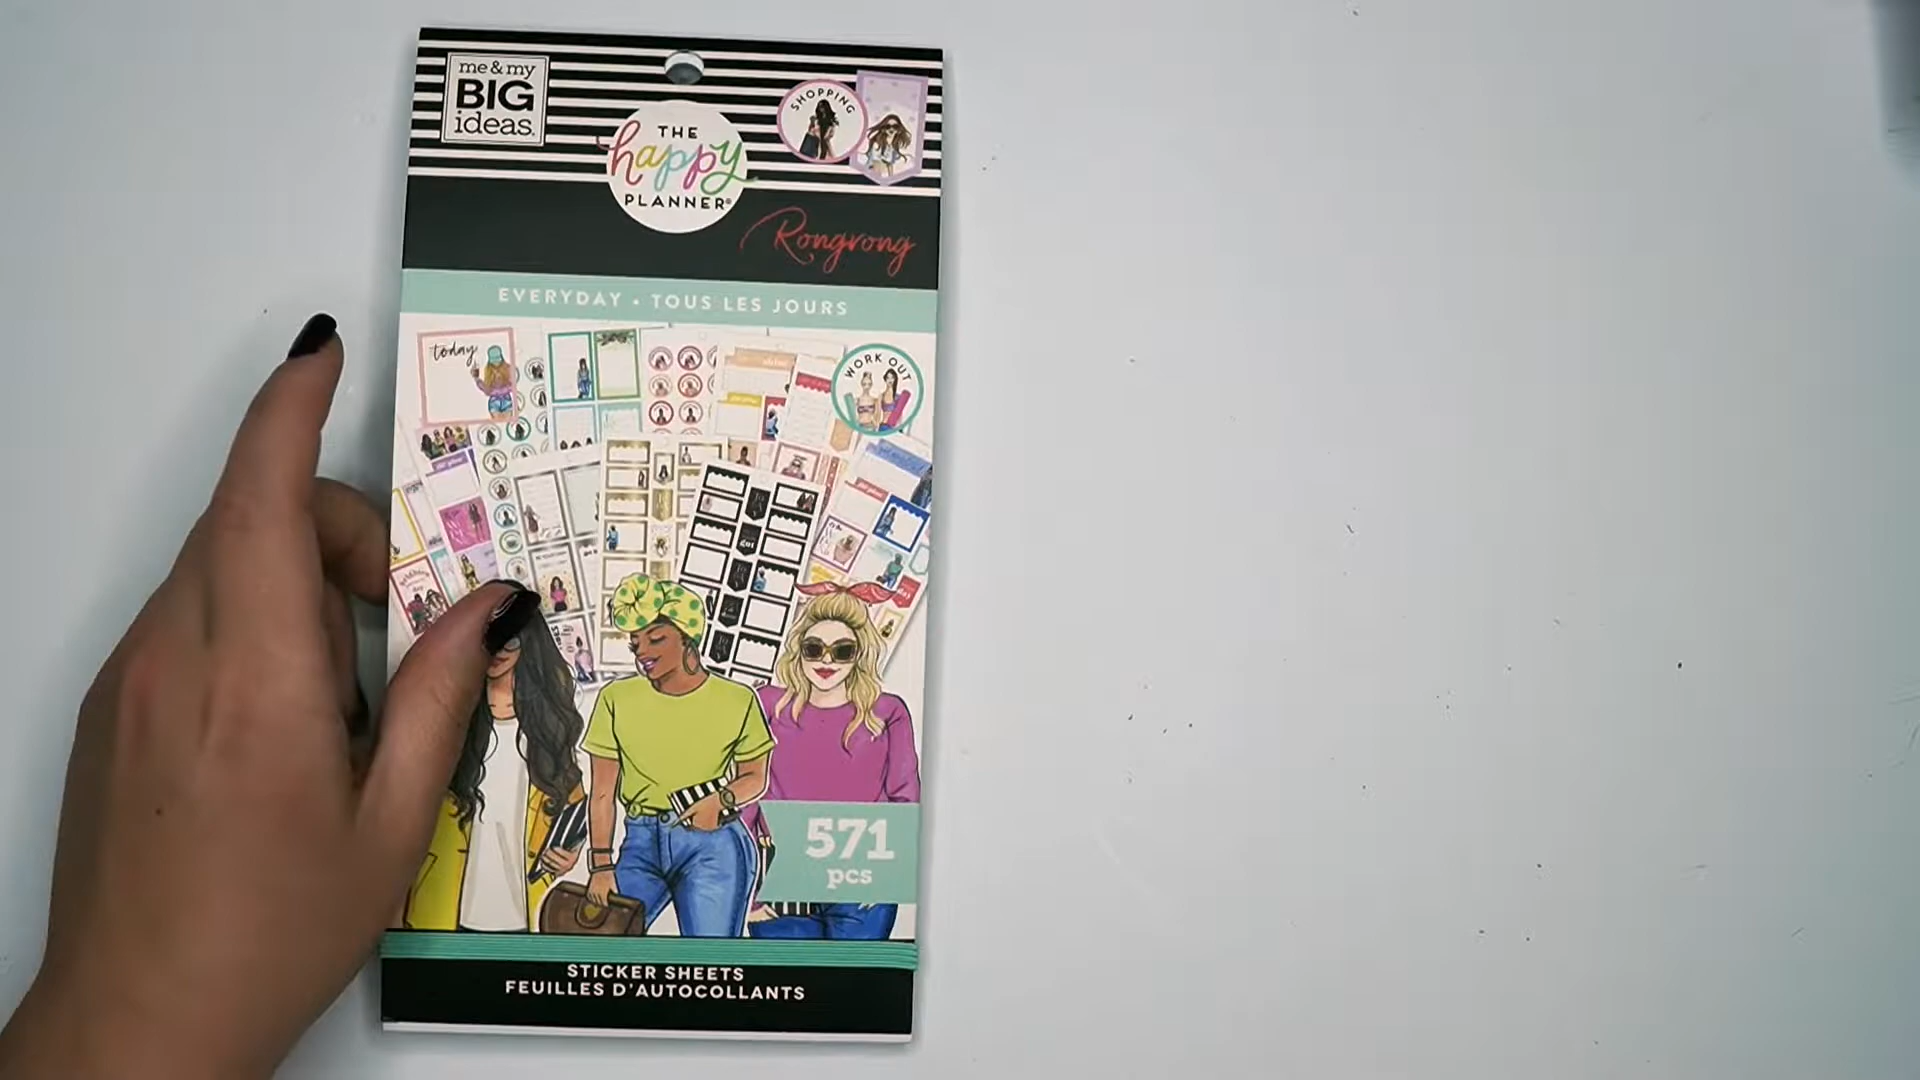 me & my
BIG
ideas.
THE
happy
PLANNER®
SHOPPING
Rongrong
EVERYDAY • TOUS LES JOURS
today
WORK OUT
571
pcs
STICKER SHEETS
FEUILLES D'AUTOCOLLANTS